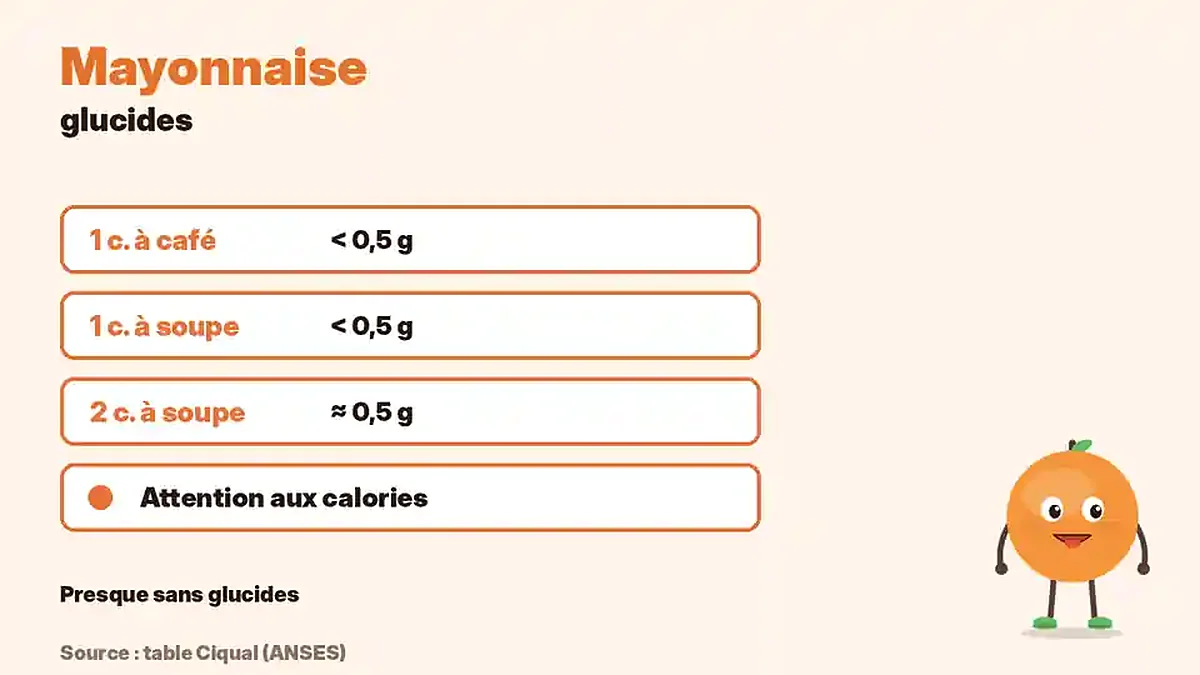 Mayonnaise
glucides
1 c. à café < 0,5 g
1 c. à soupe < 0,5 g
2 c. à soupe ≈ 0,5 g
Attention aux calories
Presque sans glucides
Source : table Ciqual (ANSES)